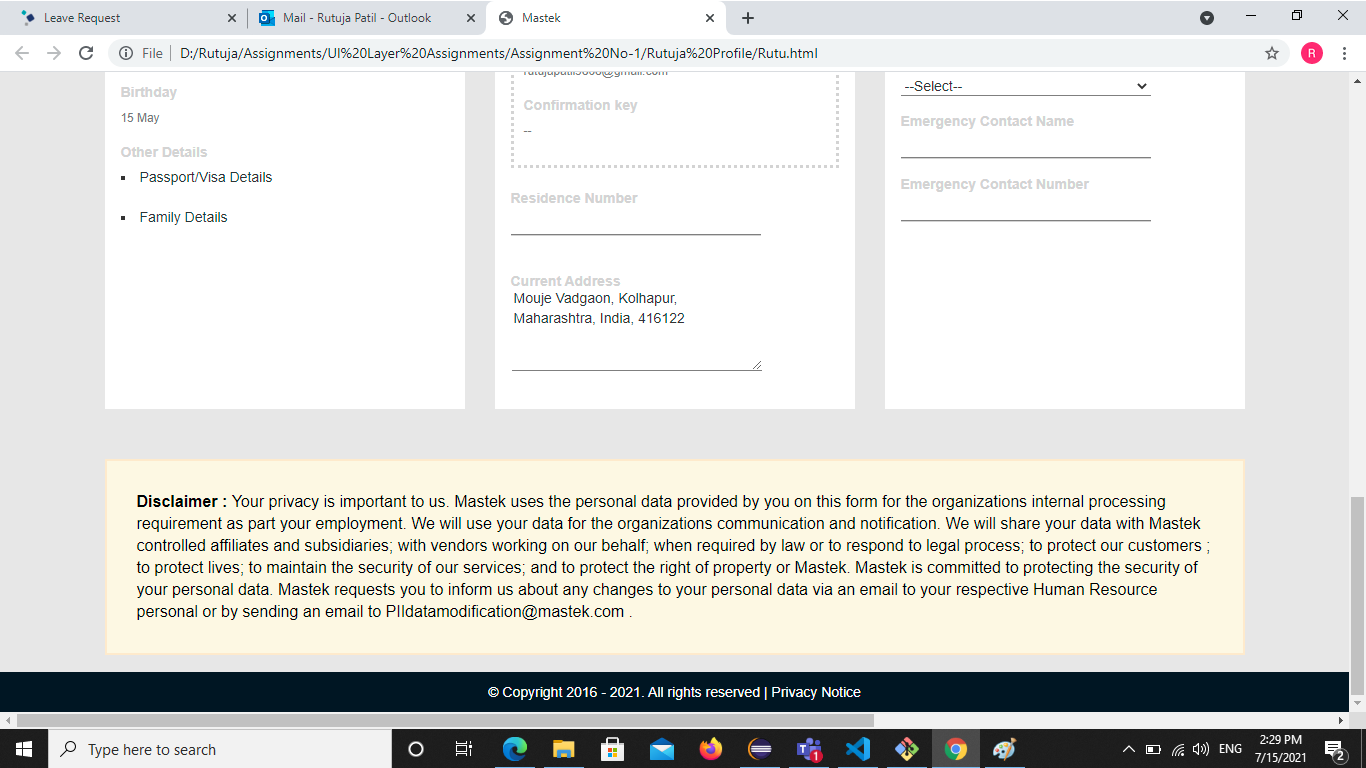 Leave Request
Mail - Rutuja Patil - Outlook
Mastek
File
D:/Rutuja/Assignments/UI%20Layer%20Assignments/Assignment%20No-1/Rutuja%20Profile/Rutu.html
R
Birthday
15 May
Other Details
Passport/Visa Details
Family Details
Confirmation key
--
Residence Number
Current Address
Mouje Vadgaon, Kolhapur,
Maharashtra, India, 416122
--Select--
Emergency Contact Name
Emergency Contact Number
Disclaimer : Your privacy is important to us. Mastek uses the personal data provided by you on this form for the organizations internal processing
requirement as part your employment. We will use your data for the organizations communication and notification. We will share your data with Mastek
controlled affiliates and subsidiaries; with vendors working on our behalf; when required by law or to respond to legal process; to protect our customers ;
to protect lives; to maintain the security of our services; and to protect the right of property or Mastek. Mastek is committed to protecting the security of
your personal data. Mastek requests you to inform us about any changes to your personal data via an email to your respective Human Resource
personal or by sending an email to PIIdatamodification@mastek.com .
© Copyright 2016 - 2021. All rights reserved | Privacy Notice
Type here to search
1
ENG
2:29 PM
7/15/2021
2